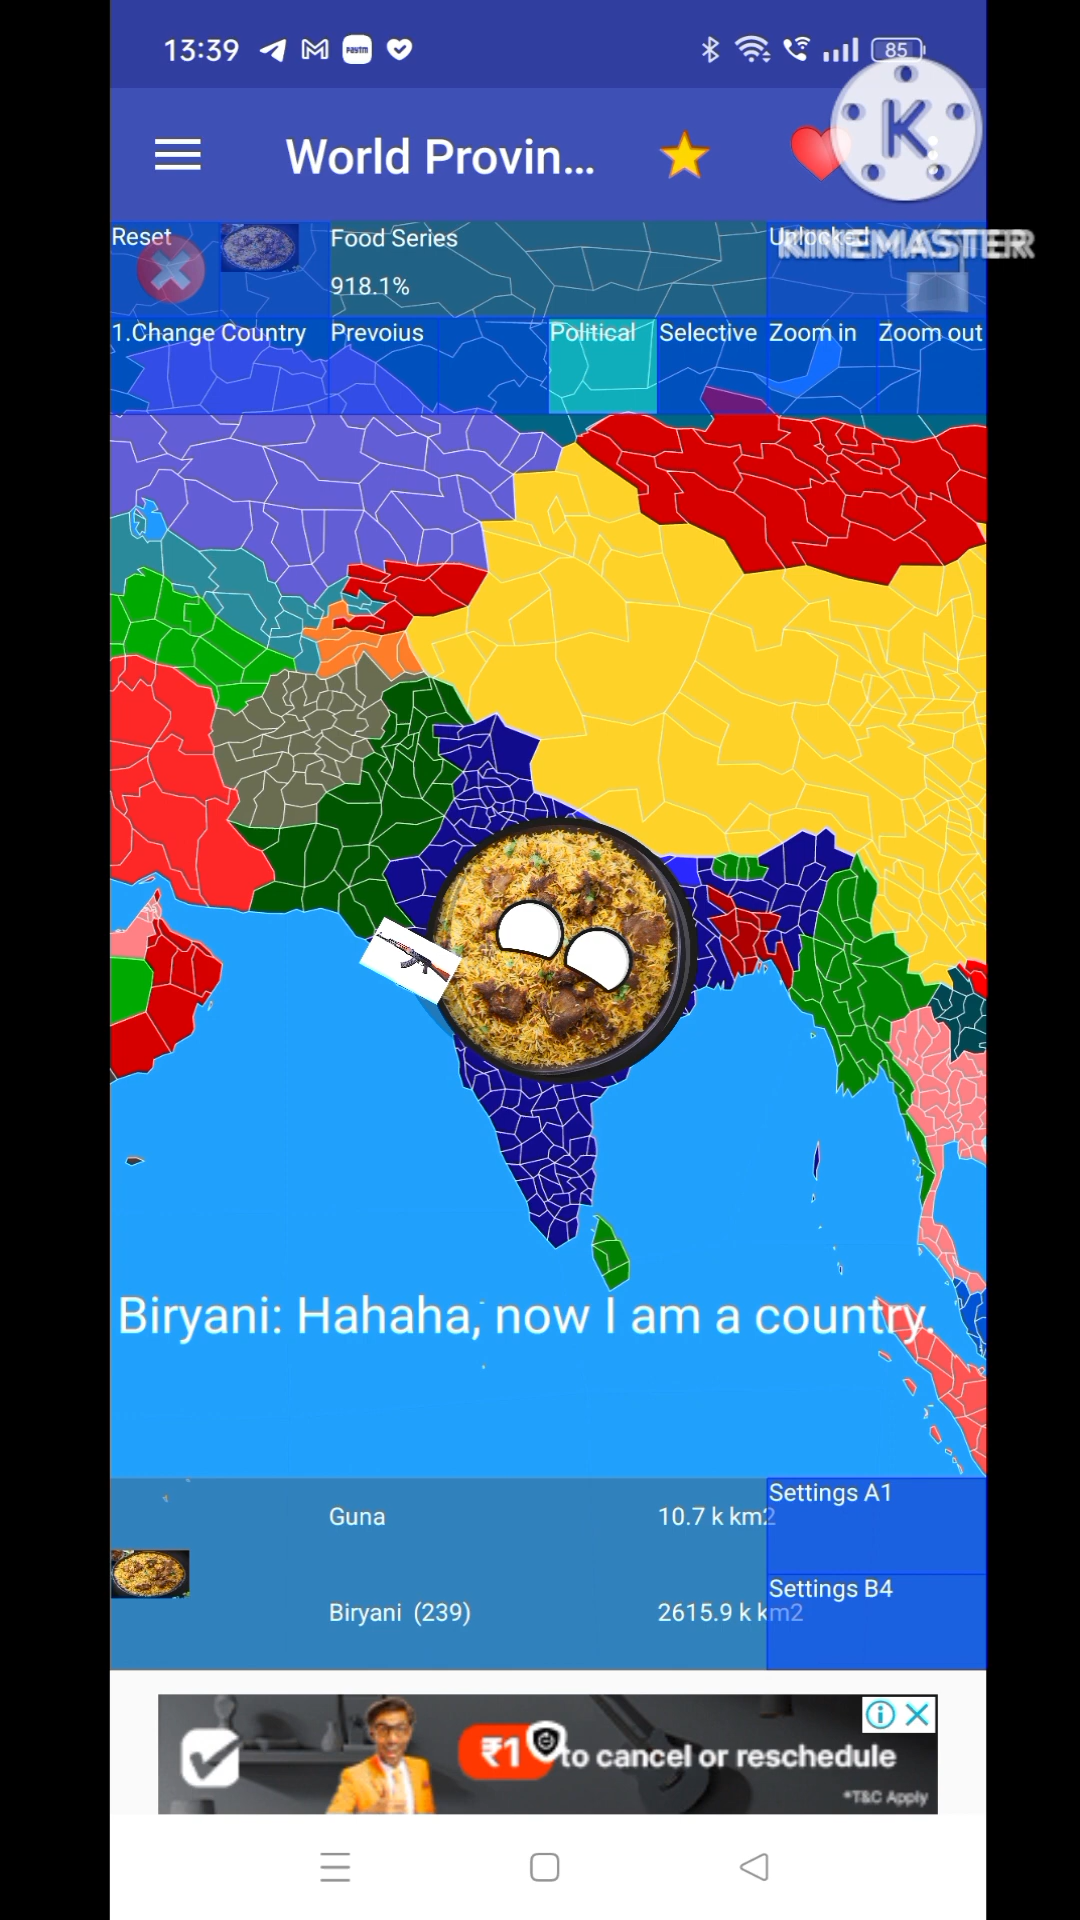 13:39
paytm
85
World Provin...
K
KINEMASTER
Reset
Food Series
Unlocked
918.1%
1.Change Country
Prevoius
Political
Selective
Zoom in
Zoom out
Biryani: Hahaha, now I am a country.
Guna
10.7 k km2
Settings A1
Biryani (239)
2615.9 k km2
Settings B4
₹1 to cancel or reschedule
*T&C Apply